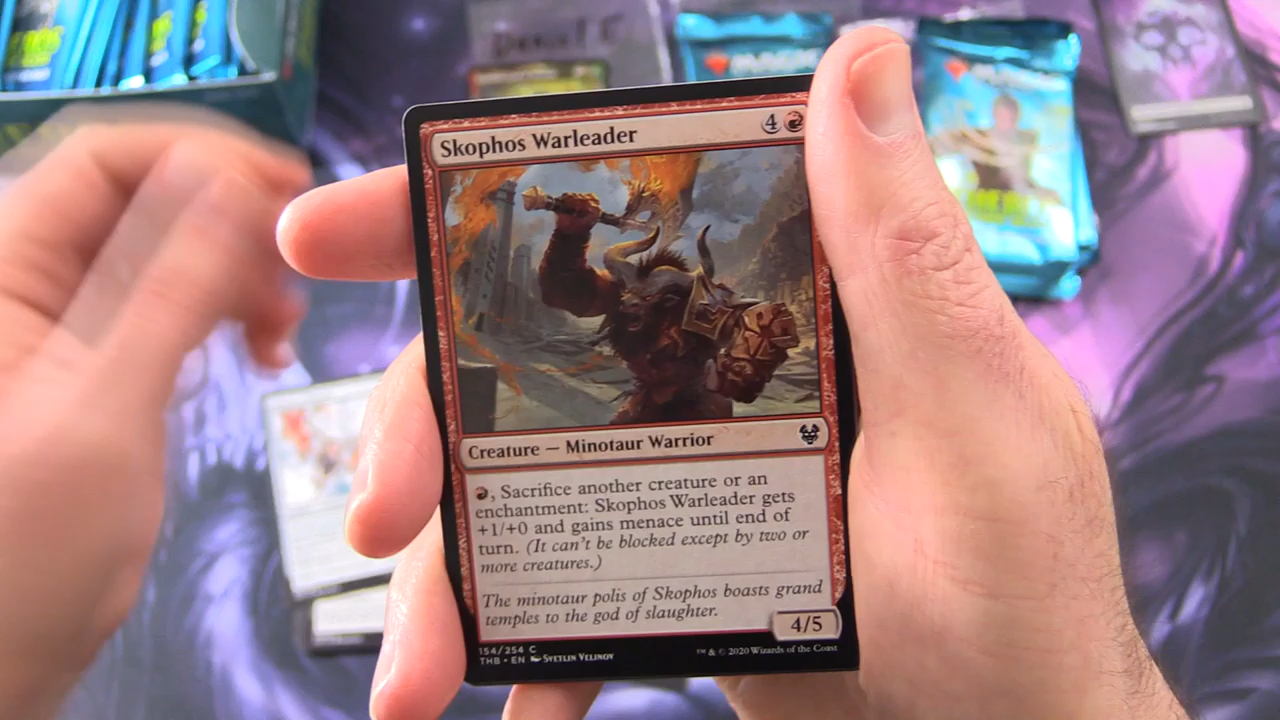 Skophos Warleader 4
Creature — Minotaur Warrior
, Sacrifice another creature or an
enchantment: Skophos Warleader gets
+1/+0 and gains menace until end of
turn. (It can't be blocked except by two or
more creatures.)
The minotaur polis of Skophos boasts grand
temples to the god of slaughter.
4/5
154/254 C
THB • EN Svetlin Velinov
™ & © 2020 Wizards of the Coast